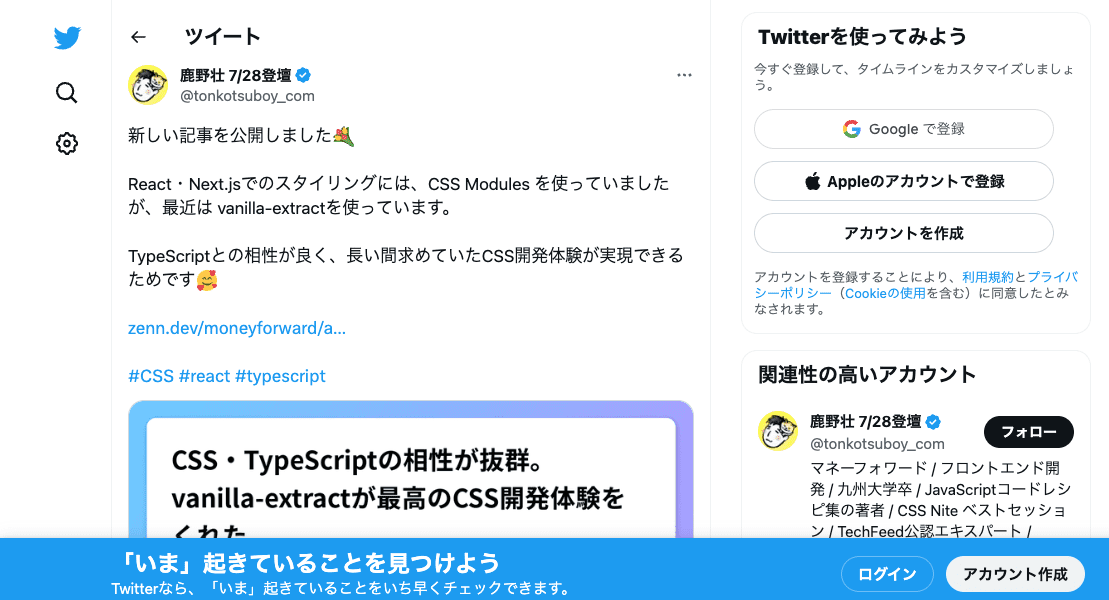 ツイート
鹿野壮 7/28登壇
@tonkotsuboy_com
新しい記事を公開しました
React・Next.jsでのスタイリングには、CSS Modules を使っていました
が、最近は vanilla-extractを使っています。
TypeScriptとの相性が良く、長い間求めていたCSS開発体験が実現できる
ためです🥰
zenn.dev/moneyforward/a...
#CSS #react #typescript
CSS・TypeScriptの相性が抜群。
vanilla-extractが最高のCSS開発体験を
くれた
Twitterを使ってみよう
今すぐ登録して、タイムラインをカスタマイズしましょ
う。
Google で登録
Appleのアカウントで登録
アカウントを作成
アカウントを登録することにより、利用規約とプライバ
シーポリシー（Cookieの使用を含む）に同意したとみ
なされます。
関連性の高いアカウント
鹿野壮 7/28登壇
@tonkotsuboy_com
フォロー
マネーフォワード / フロントエンド開
発 / 九州大学卒 / JavaScriptコードレシ
ピ集の著者 / CSS Nite ベストセッショ
ン / TechFeed公認エキスパート /
「いま」起きていることを見つけよう
Twitterなら、「いま」起きていることをいち早くチェックできます。
ログイン
アカウント作成